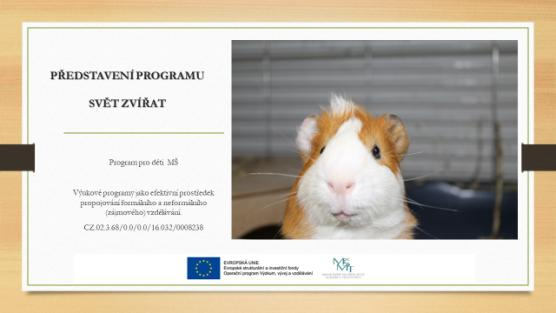 PŘEDSTAVENÍ PROGRAMU
SVĚT ZVÍŘAT
Program pro děti MŠ
Výukové programy jako efektivní prostředek
propojování formálního a neformálního
(zájmového) vzdělávání
CZ.02.3.68/0.0/0.0/16.032/0008238
EVROPSKÁ UNIE
Evropské strukturální a investiční fondy
Operační program Výzkum, vývoj a vzdělávání